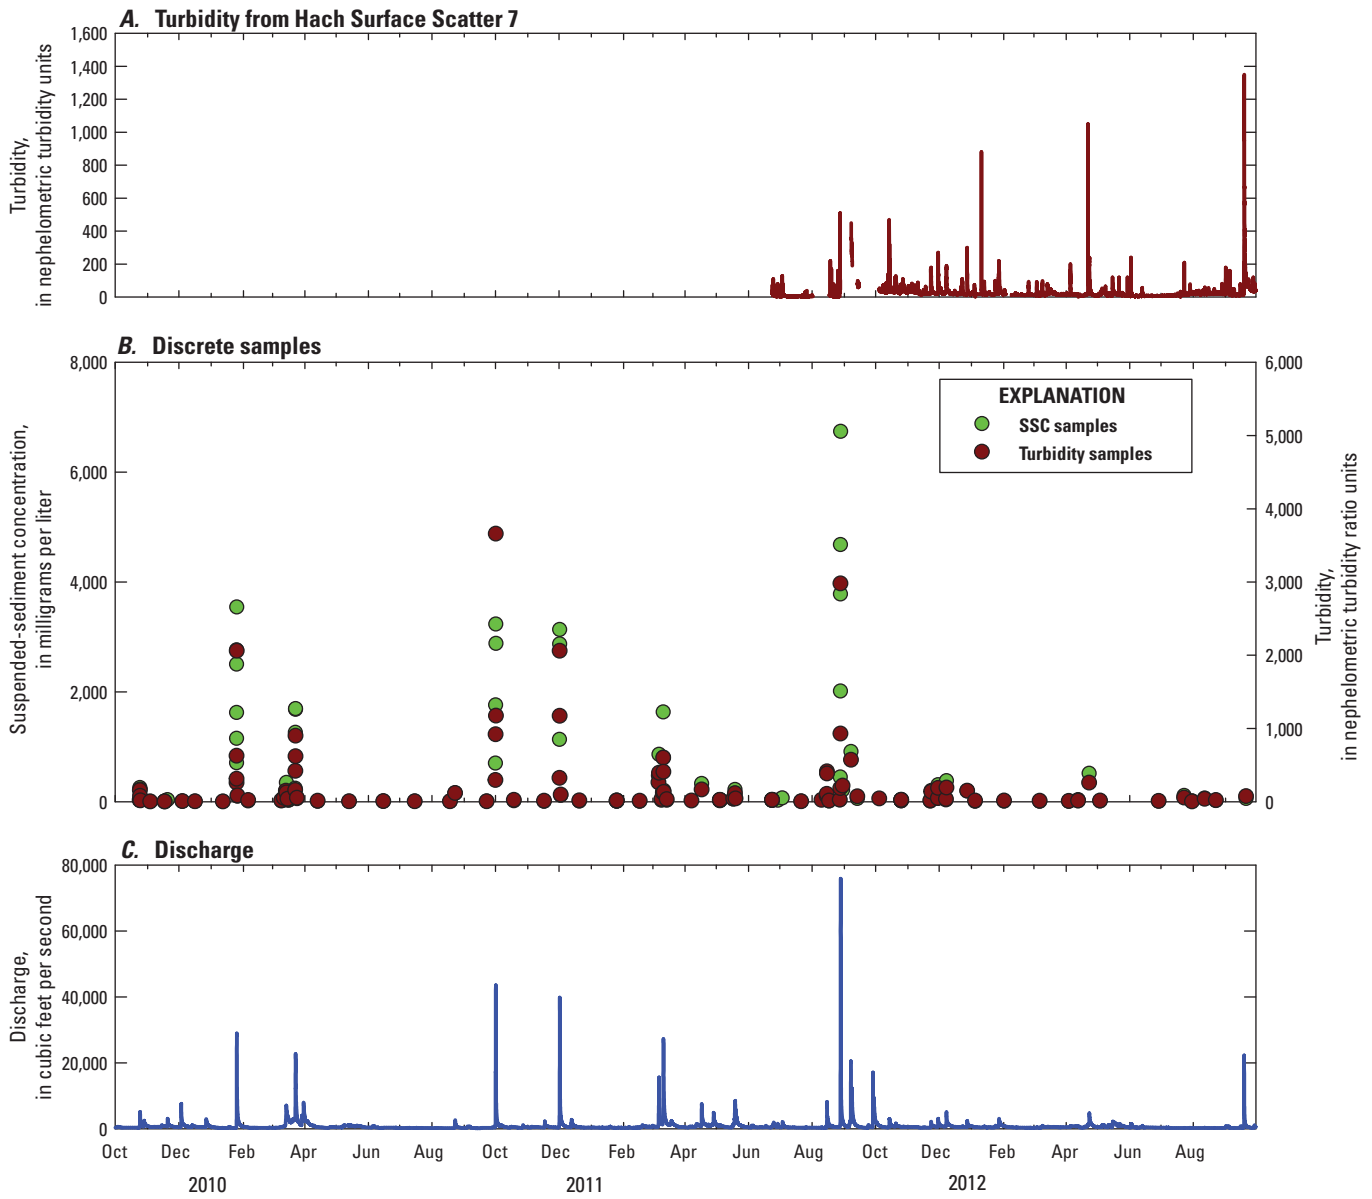 A. Turbidity from Hach Surface Scatter 7
Turbidity,
in nephelometric turbidity units
1,600
1,400
1,200
1,000
800
600
400
200
0
B. Discrete samples
Suspended-sediment concentration,
in milligrams per liter
8,000
6,000
4,000
2,000
0
EXPLANATION
SSC samples
Turbidity samples
6,000
5,000
4,000
3,000
2,000
1,000
0
Turbidity,
in nephelometric turbidity ratio units
C. Discharge
Discharge,
in cubic feet per second
80,000
60,000
40,000
20,000
0
Oct Dec Feb Apr Jun Aug Oct Dec Feb Apr Jun Aug Oct Dec Apr Jun Aug
2010 2011 2012